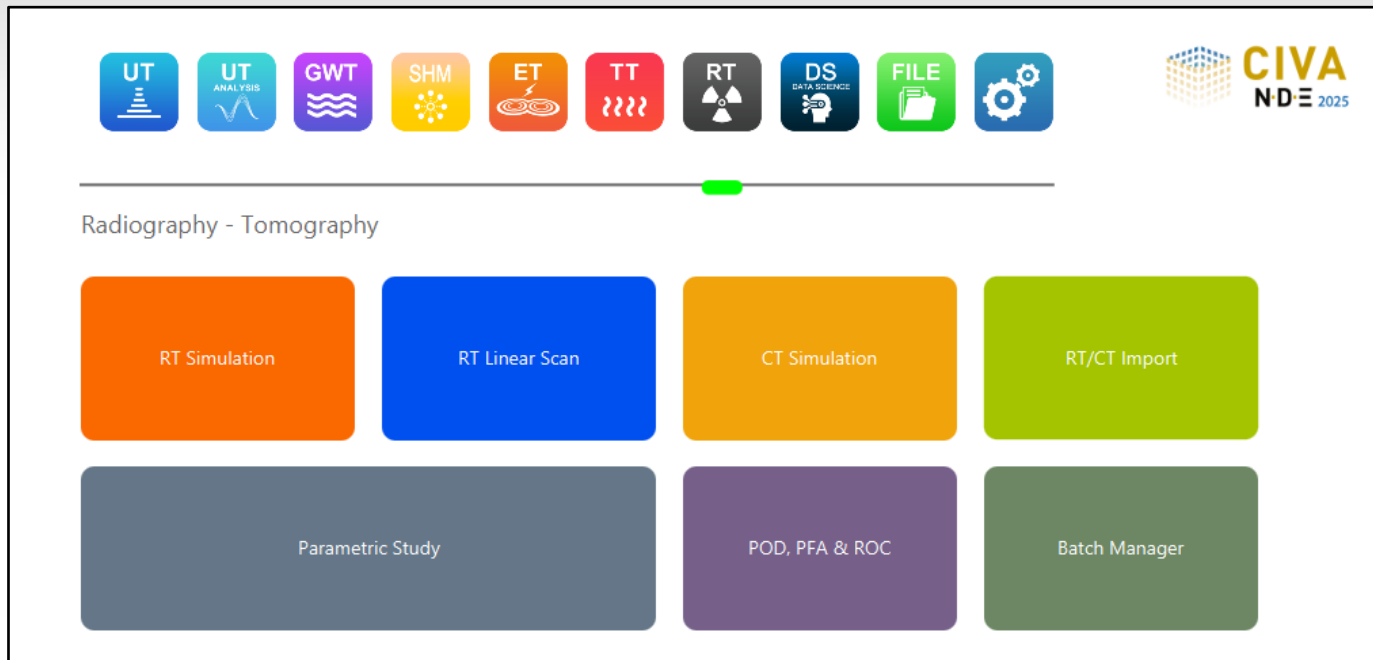 UT
UT
ANALYSIS
GWT
SHM
ET
TT
RT
DS
DATA SCIENCE
FILE
CIVA
N·D·E 2025
Radiography - Tomography
RT Simulation
RT Linear Scan
CT Simulation
RT/CT Import
Parametric Study
POD, PFA & ROC
Batch Manager